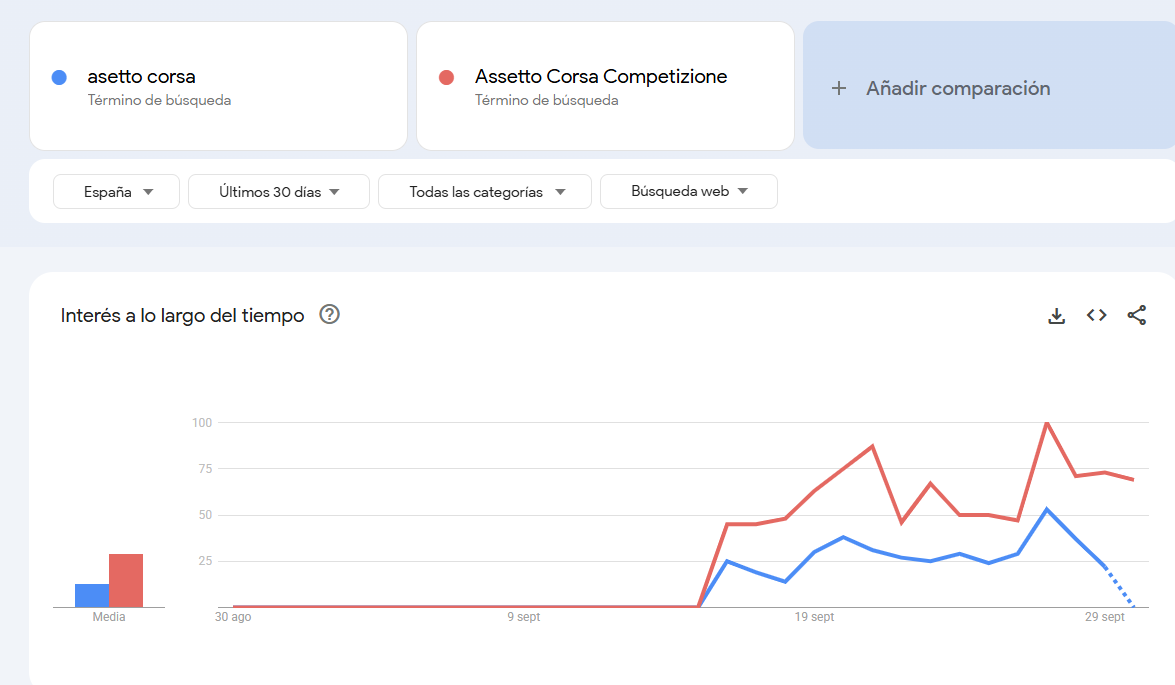 asetto corsa
Término de búsqueda
Assetto Corsa Competizione
Término de búsqueda
+ Añadir comparación
España
Últimos 30 días
Todas las categorías
Búsqueda web
Interés a lo largo del tiempo
?
100
75
50
25
Media
30 ago
9 sept
19 sept
29 sept